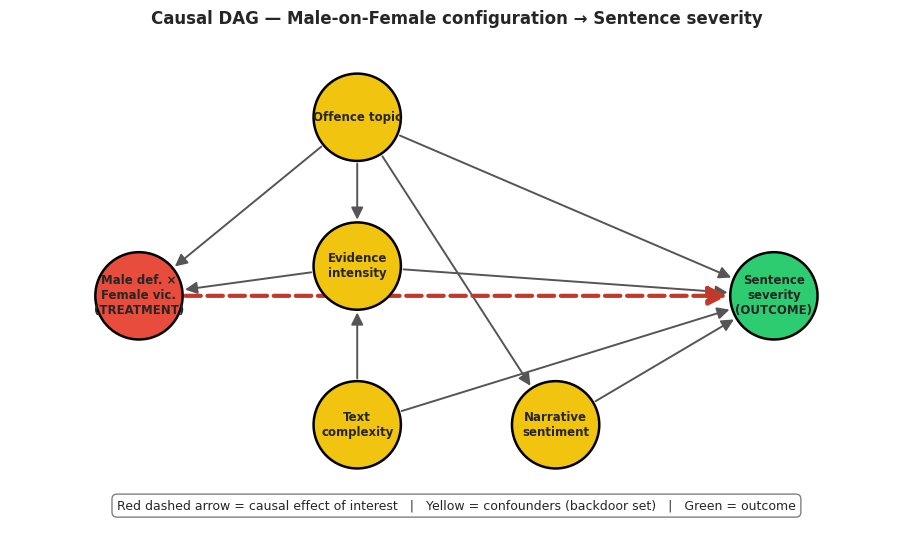 Causal DAG — Male-on-Female configuration → Sentence severity
Offence topic
Evidence
intensity
Male def. ×
Female vic.
(TREATMENT)
Sentence
severity
(OUTCOME)
Text
complexity
Narrative
sentiment
Red dashed arrow = causal effect of interest | Yellow = confounders (backdoor set) | Green = outcome